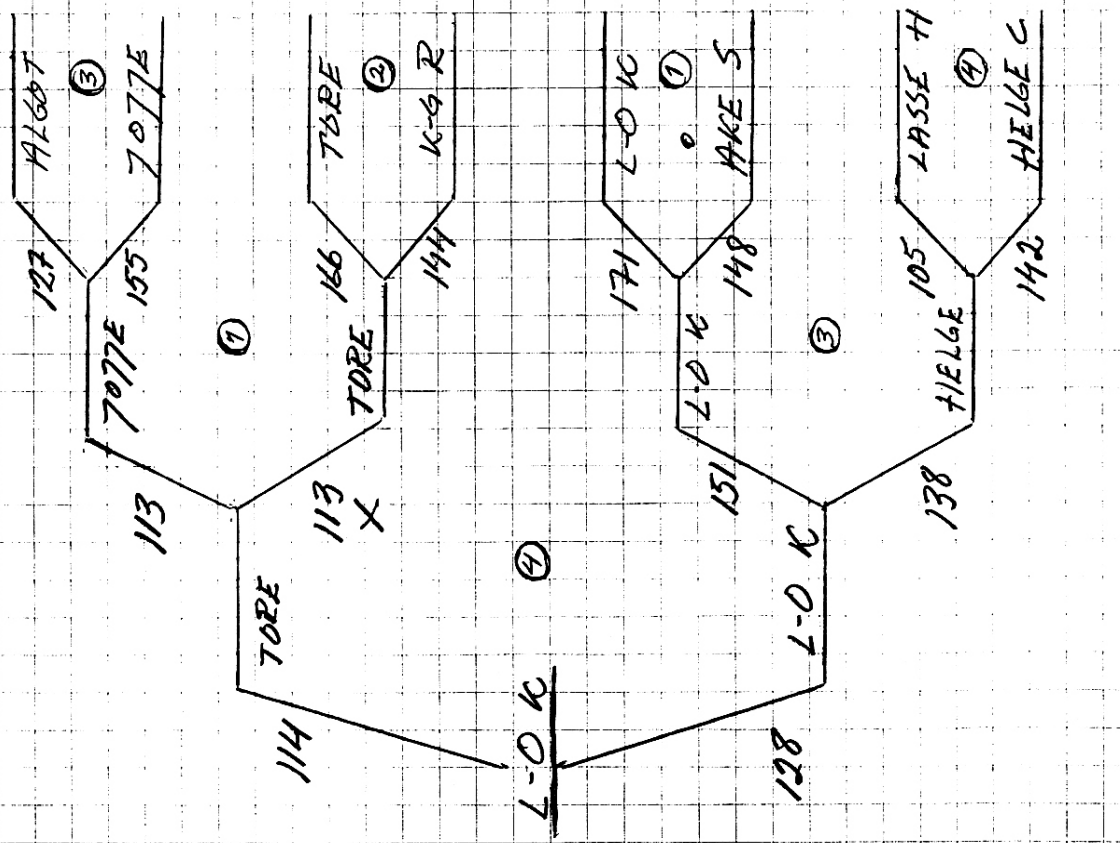 ALGOT
127
③
TOTTE
155
TOTTE
113
①
TORE
166
②
K-G R
144
TORE
113
X
TORE
114
④
L-O K
L-O K
171
①
ÅKE S
148
L-O K
151
③
LASSE H
105
④
HELGE C
142
HELGE
138
L-O K
128